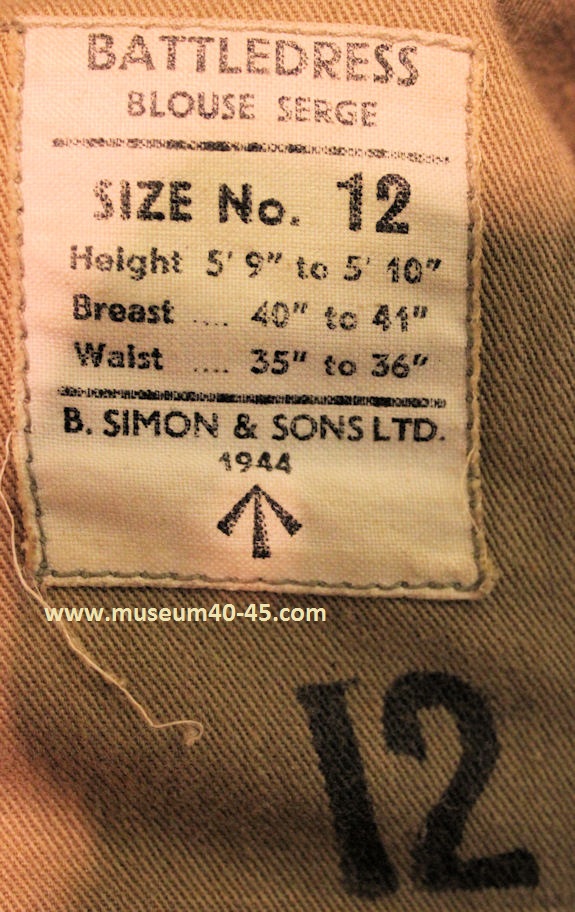 BATTLEDRESS
BLOUSE SERGE
SIZE No. 12
Height 5' 9" to 5' 10"
Breast .... 40" to 41"
Waist .... 35" to 36"
B. SIMON & SONS LTD.
1944
www.museum40-45.com
12